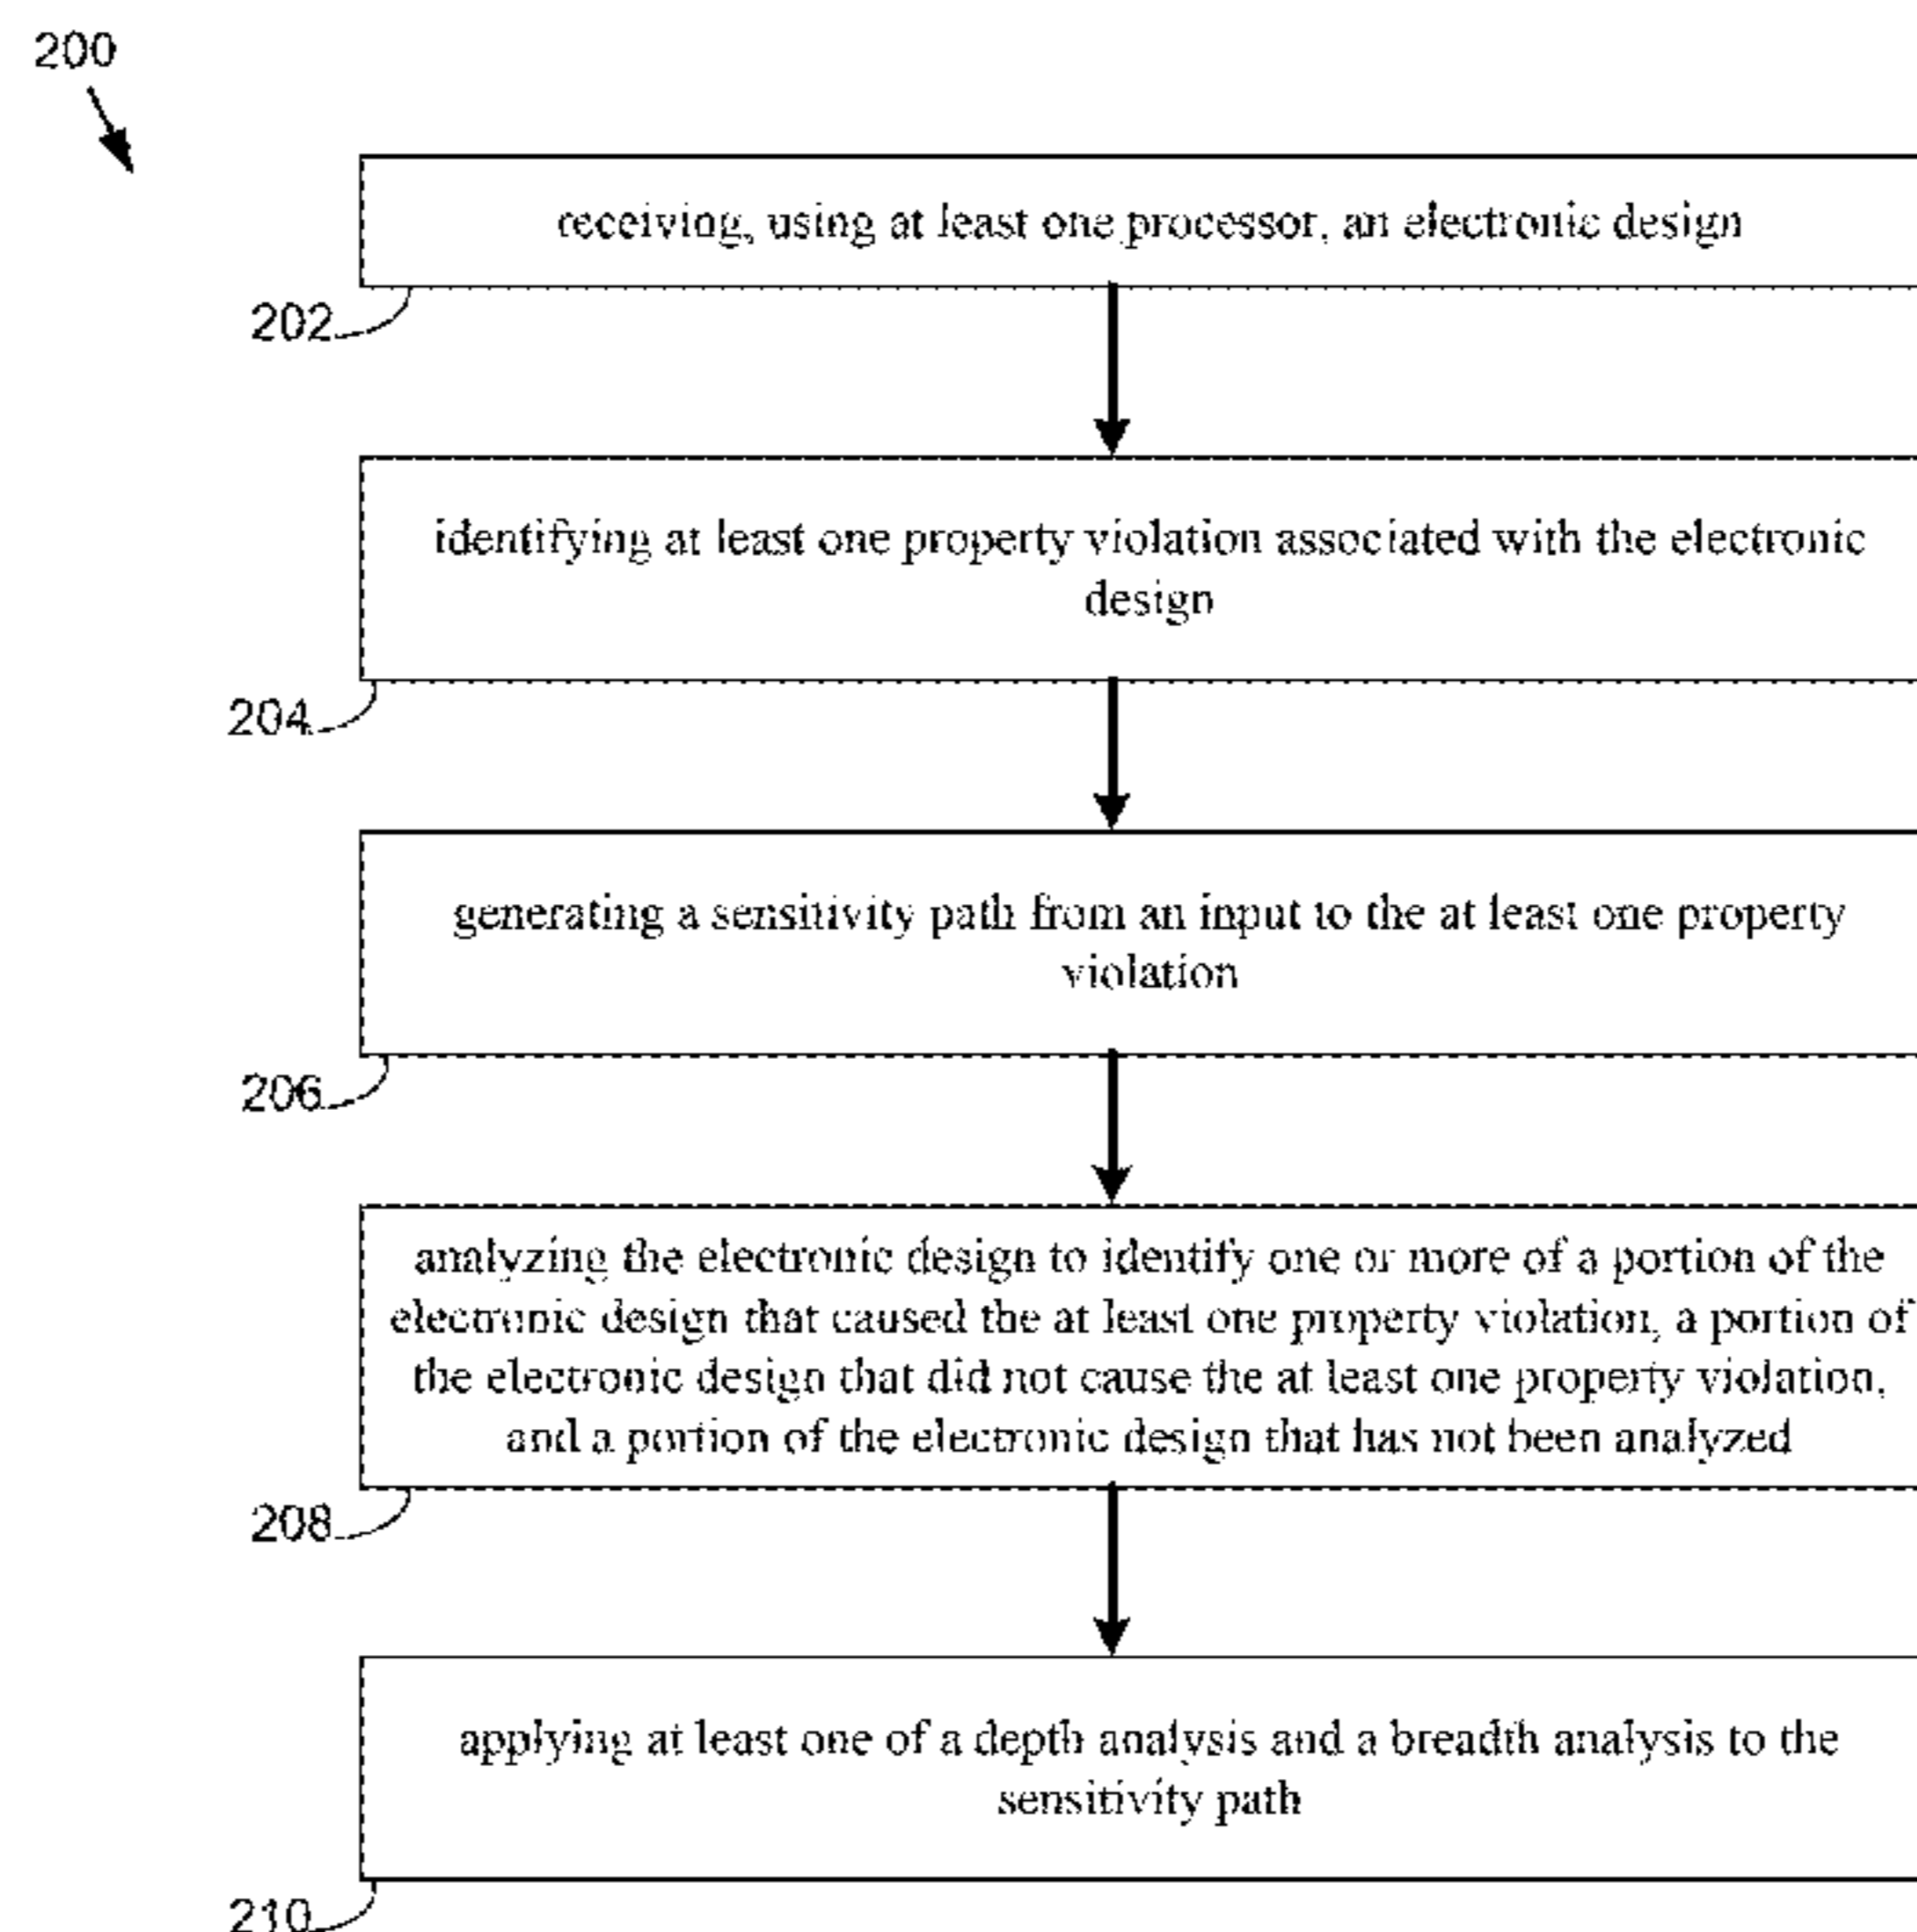 200
receiving, using at least one processor, an electronic design
202
identifying at least one property violation associated with the electronic
design
204
generating a sensitivity path from an input to the at least one property
violation
206
analyzing the electronic design to identify one or more of a portion of the
electronic design that caused the at least one property violation, a portion of
the electronic design that did not cause the at least one property violation,
and a portion of the electronic design that has not been analyzed
208
applying at least one of a depth analysis and a breadth analysis to the
sensitivity path
210